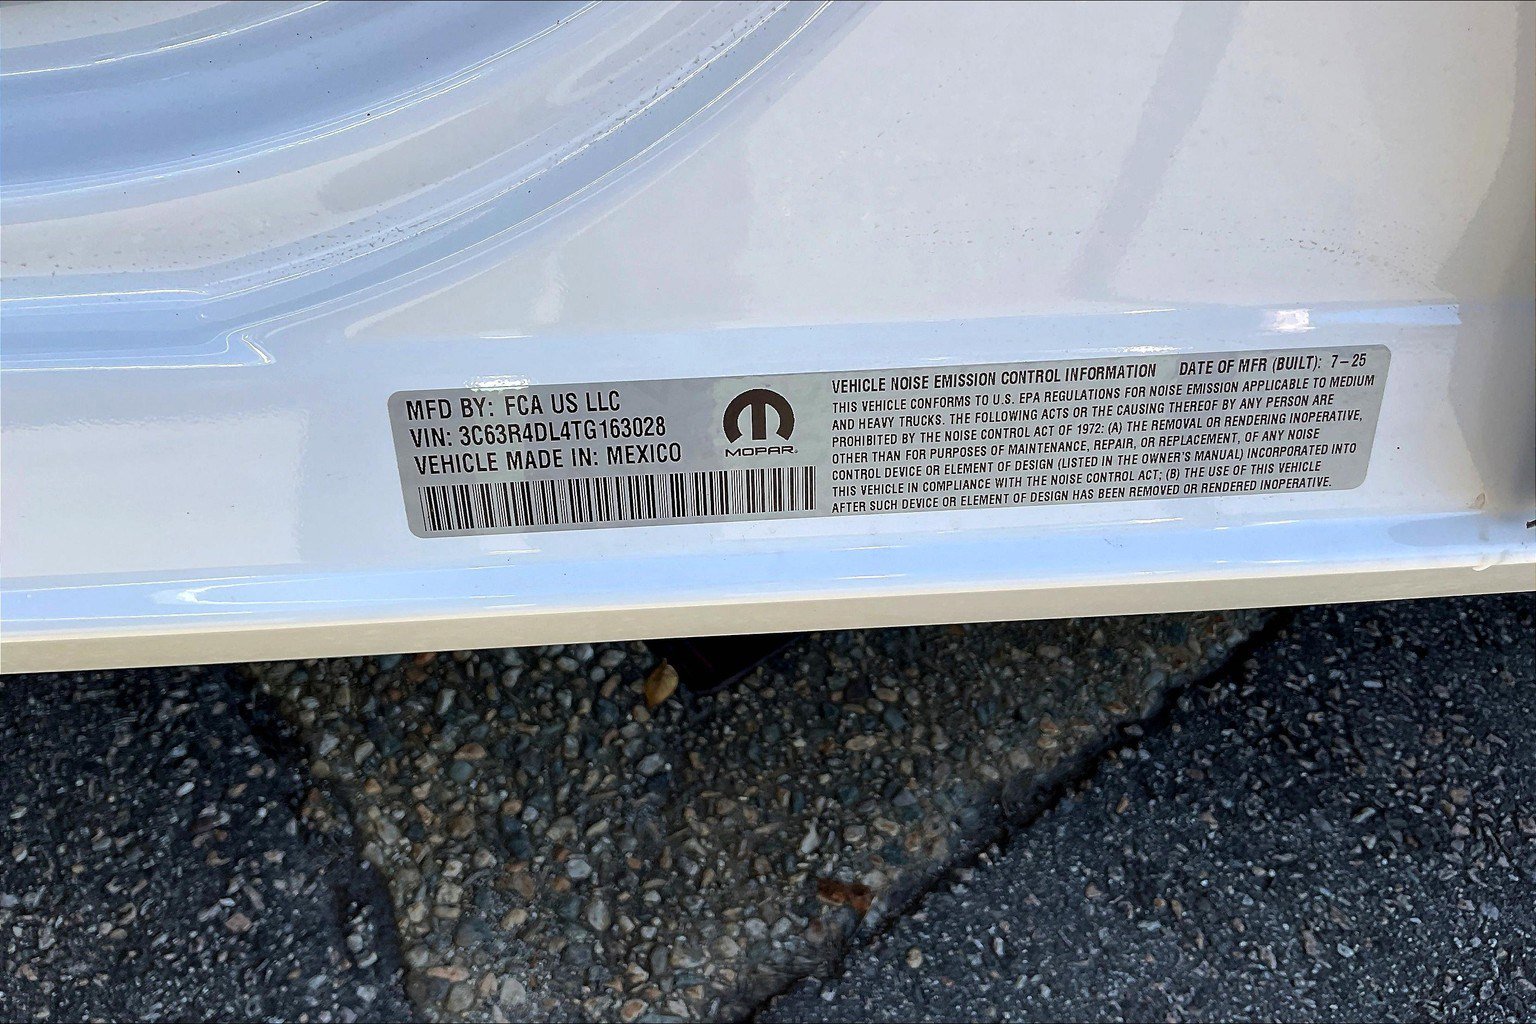 MFD BY: FCA US LLC
VIN: 3C63R4DL4TG163028
VEHICLE MADE IN: MEXICO
MOPAR
VEHICLE NOISE EMISSION CONTROL INFORMATION DATE OF MFR (BUILT): 7-25
THIS VEHICLE CONFORMS TO U.S. EPA REGULATIONS FOR NOISE EMISSION APPLICABLE TO MEDIUM
AND HEAVY TRUCKS. THE FOLLOWING ACTS OR THE CAUSING THEREOF BY ANY PERSON ARE
PROHIBITED BY THE NOISE CONTROL ACT OF 1972: (A) THE REMOVAL OR RENDERING INOPERATIVE,
OTHER THAN FOR PURPOSES OF MAINTENANCE, REPAIR, OR REPLACEMENT, OF ANY NOISE
CONTROL DEVICE OR ELEMENT OF DESIGN (LISTED IN THE OWNER'S MANUAL) INCORPORATED INTO
THIS VEHICLE IN COMPLIANCE WITH THE NOISE CONTROL ACT; (B) THE USE OF THIS VEHICLE
AFTER SUCH DEVICE OR ELEMENT OF DESIGN HAS BEEN REMOVED OR RENDERED INOPERATIVE.